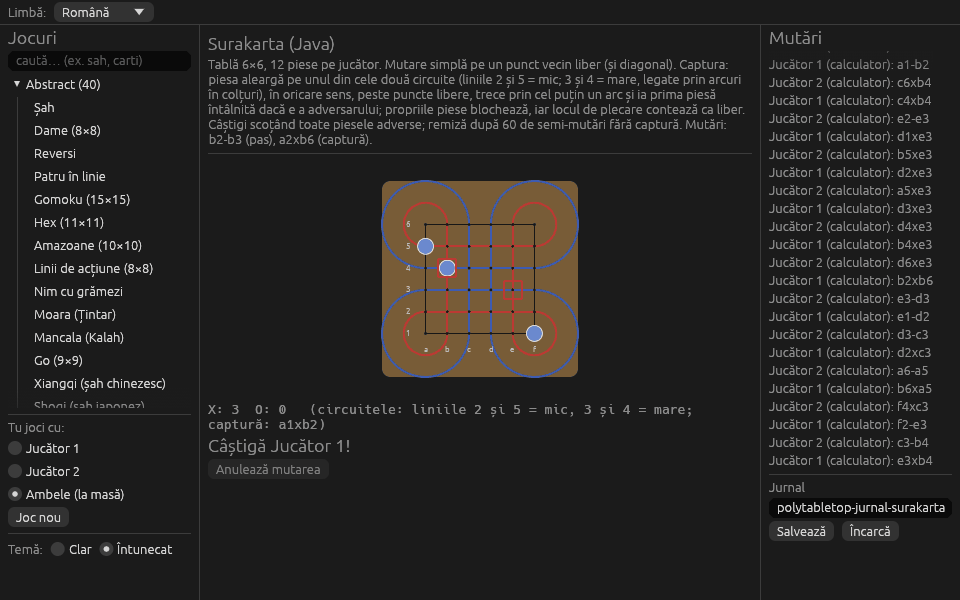 Limbă: Română
Jocuri
caută... (ex. sah, carti)
Abstract (40)
Șah
Dame (8×8)
Reversi
Patru în linie
Gomoku (15×15)
Hex (11×11)
Amazoane (10×10)
Linii de acțiune (8×8)
Nim cu grămezi
Moara (Țintar)
Mancala (Kalah)
Go (9×9)
Xiangqi (șah chinezesc)
Shogi (șah japonez)
Tu joci cu:
Jucător 1
Jucător 2
Ambele (la masă)
Joc nou
Temă: Clar Întunecat
Surakarta (Java)
Tablă 6×6, 12 piese pe jucător. Mutare simplă pe un punct vecin liber (și diagonal). Captura:
piesa aleargă pe unul din cele două circuite (liniile 2 și 5 = mic; 3 și 4 = mare, legate prin arcuri
în colțuri), în oricare sens, peste puncte libere, trece prin cel puțin un arc și ia prima piesă
întâlnită dacă e a adversarului; propriile piese blochează, iar locul de plecare contează ca liber.
Câștigi scoțând toate piesele adverse; remiză după 60 de semi-mutări fără captură. Mutări:
b2-b3 (pas), a2xb6 (captură).
6
5
4
3
2
1
a b c d e f
X: 3 O: 0 (circuitele: liniile 2 și 5 = mic, 3 și 4 = mare;
captură: a1xb2)
Câștigă Jucător 1!
Anulează mutarea
Mutări
Jucător 1 (calculator): a1-b2
Jucător 2 (calculator): c6xb4
Jucător 1 (calculator): c4xb4
Jucător 2 (calculator): e2-e3
Jucător 1 (calculator): d1xe3
Jucător 2 (calculator): b5xe3
Jucător 1 (calculator): d2xe3
Jucător 2 (calculator): a5xe3
Jucător 1 (calculator): d3xe3
Jucător 2 (calculator): d4xe3
Jucător 1 (calculator): b4xe3
Jucător 2 (calculator): d6xe3
Jucător 1 (calculator): b2xb6
Jucător 2 (calculator): e3-d3
Jucător 1 (calculator): e1-d2
Jucător 2 (calculator): d3-c3
Jucător 1 (calculator): d2xc3
Jucător 2 (calculator): a6-a5
Jucător 1 (calculator): b6xa5
Jucător 2 (calculator): f4xc3
Jucător 1 (calculator): f2-e3
Jucător 2 (calculator): c3-b4
Jucător 1 (calculator): e3xb4
Jurnal
polytabletop-jurnal-surakarta
Salvează Încarcă